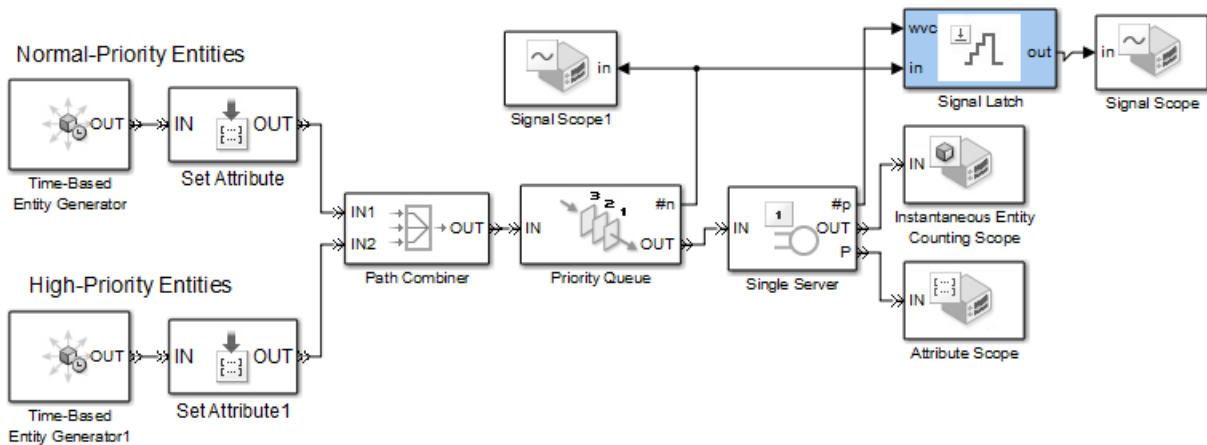 Normal-Priority Entities
OUT
Time-Based
Entity Generator
IN
OUT
Set Attribute
High-Priority Entities
OUT
Time-Based
Entity Generator1
IN
OUT
Set Attribute1
IN1
IN2
OUT
Path Combiner
in
Signal Scope1
3
2
1
#n
IN
OUT
Priority Queue
1
#p
IN
OUT
P
Single Server
wvc
in
out
Signal Latch
in
Signal Scope
IN
Instantaneous Entity
Counting Scope
IN
Attribute Scope